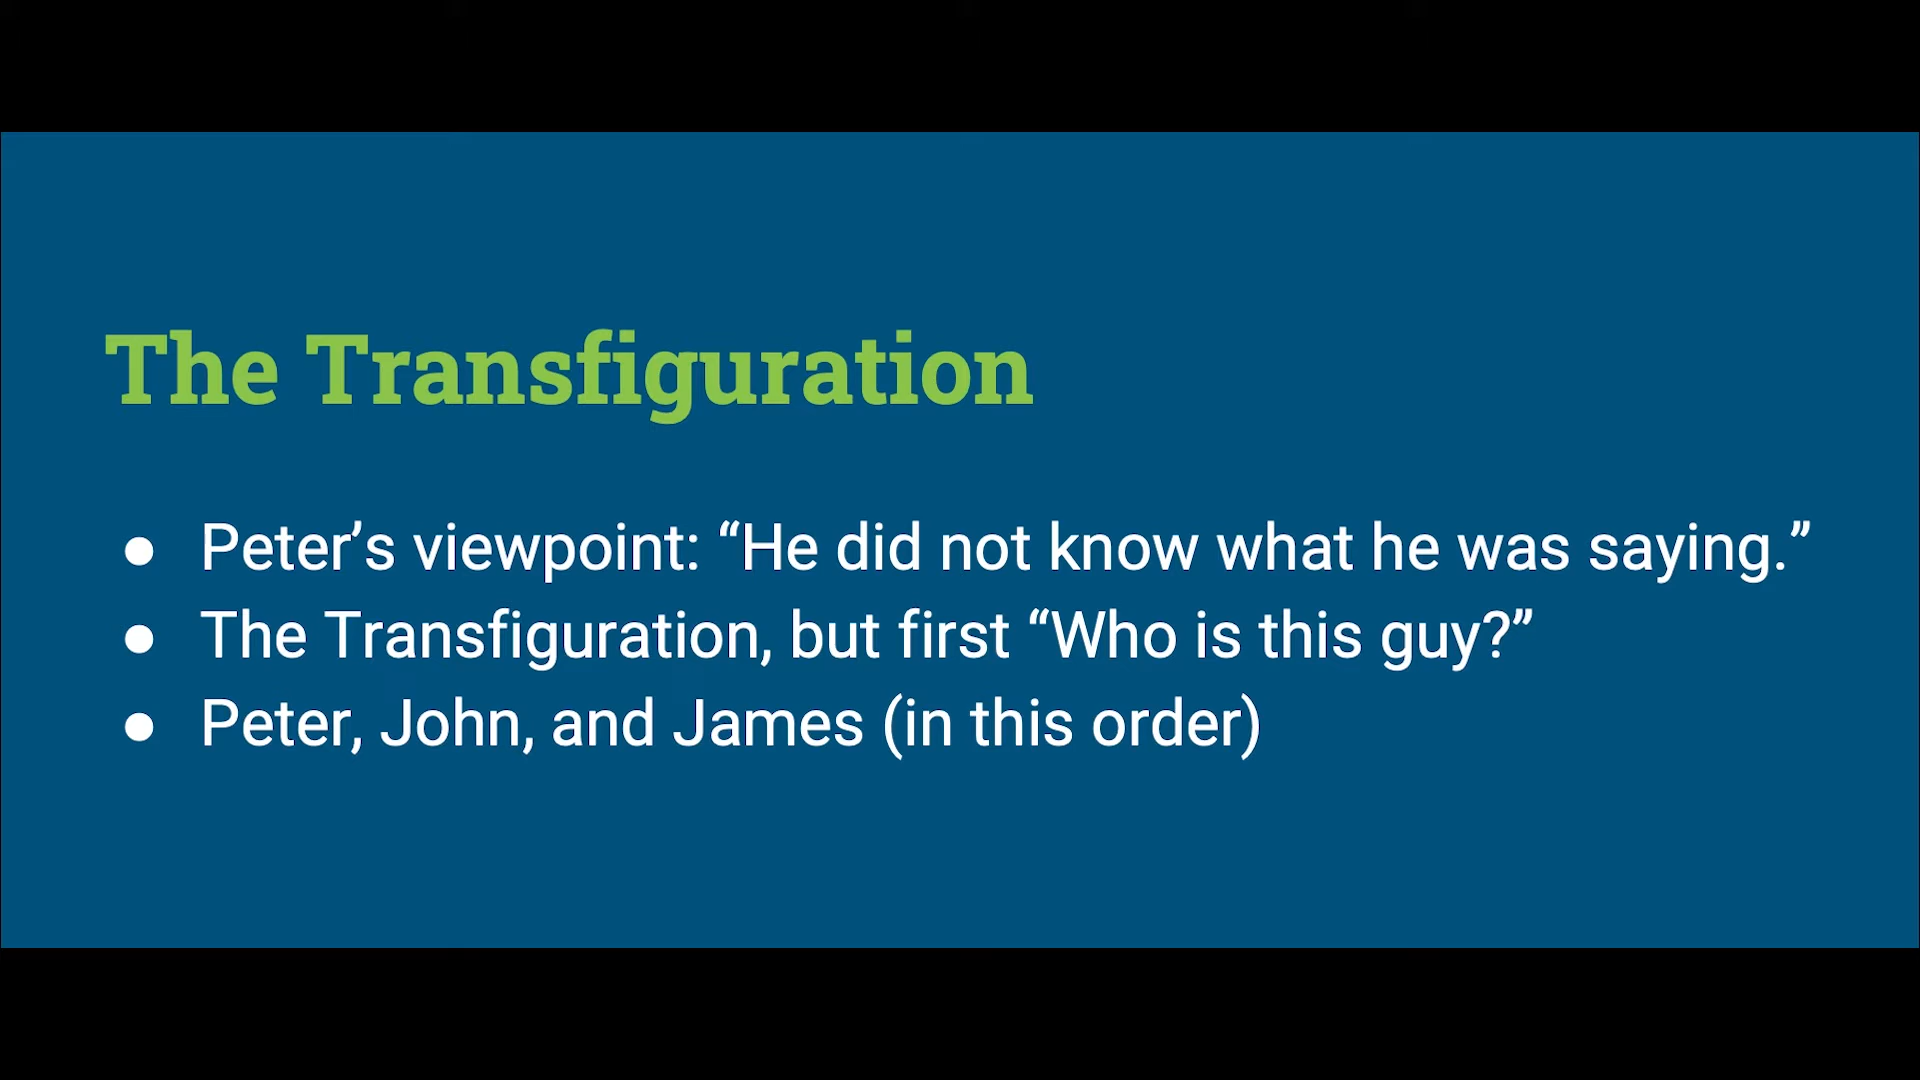 The Transfiguration
● Peter’s viewpoint: “He did not know what he was saying.”
● The Transfiguration, but first “Who is this guy?”
● Peter, John, and James (in this order)